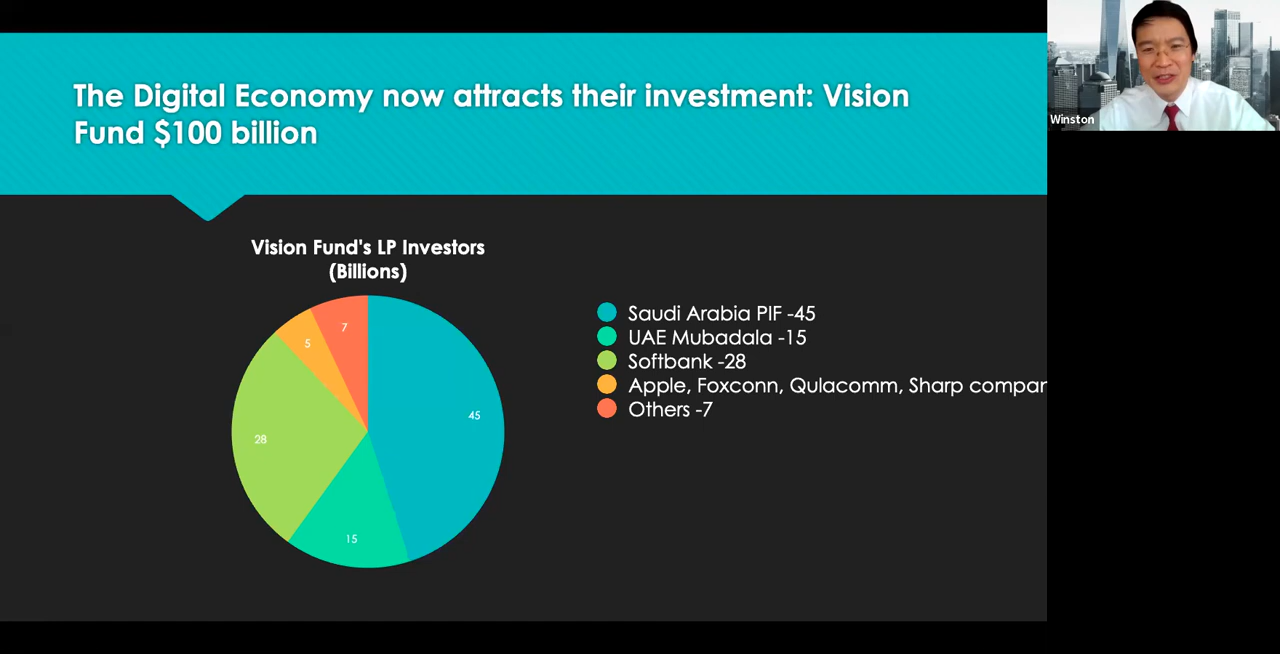 The Digital Economy now attracts their investment: Vision
Fund $100 billion
Winston
Vision Fund's LP Investors
(Billions)
7
5
45
28
15
Saudi Arabia PIF -45
UAE Mubadala -15
Softbank -28
Apple, Foxconn, Qulacomm, Sharp compan
Others -7